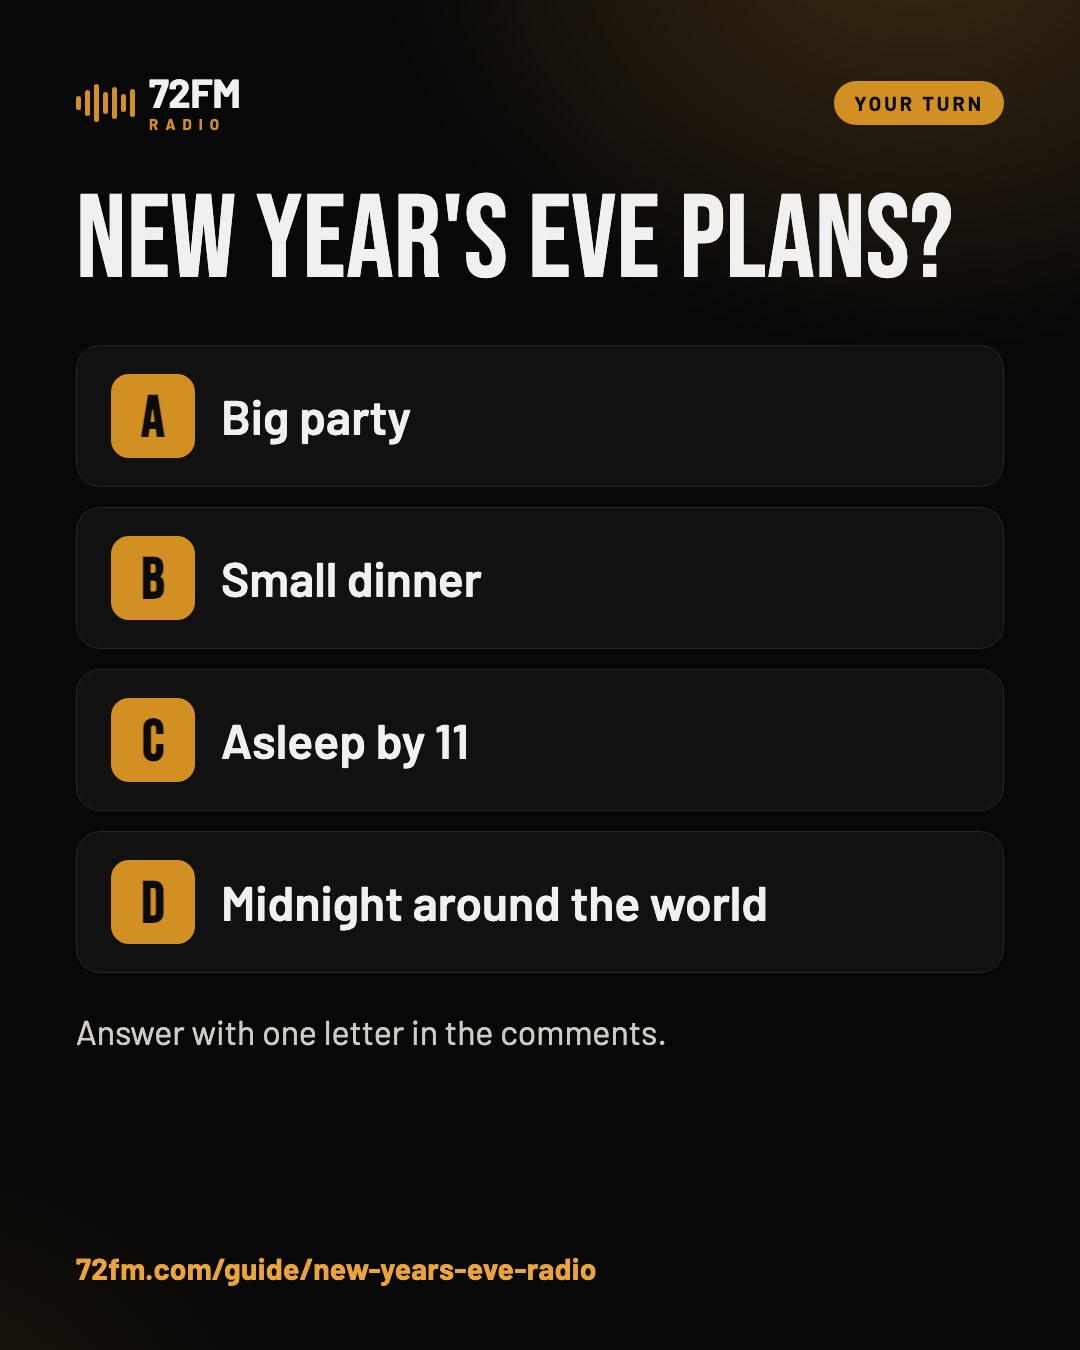 72FM
RADIO
YOUR TURN
NEW YEAR'S EVE PLANS?
A Big party
B Small dinner
C Asleep by 11
D Midnight around the world
Answer with one letter in the comments.
72fm.com/guide/new-years-eve-radio